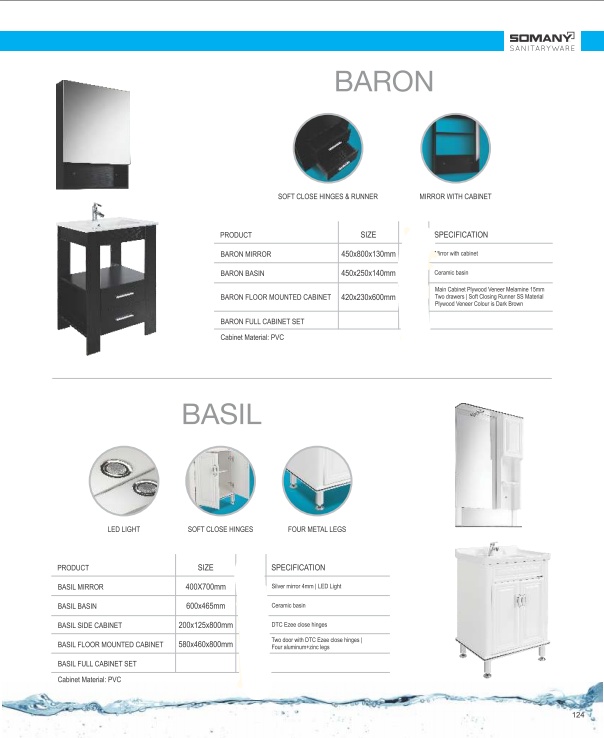 SOMANY
SANITARYWARE
BARON
SOFT CLOSE HINGES & RUNNER
MIRROR WITH CABINET
PRODUCT SIZE SPECIFICATION
BARON MIRROR 450x800x130mm Mirror with cabinet
BARON BASIN 450x250x140mm Ceramic basin
BARON FLOOR MOUNTED CABINET 420x230x600mm Main Cabinet Plywood Veneer Melamine 15mm
Two drawers | Soft Closing Runner SS Material
Plywood Veneer Colour is Dark Brown
BARON FULL CABINET SET
Cabinet Material: PVC
BASIL
LED LIGHT
SOFT CLOSE HINGES
FOUR METAL LEGS
PRODUCT SIZE SPECIFICATION
BASIL MIRROR 400X700mm Silver mirror 4mm | LED Light
BASIL BASIN 600x465mm Ceramic basin
BASIL SIDE CABINET 200x125x800mm DTC Ezee close hinges
BASIL FLOOR MOUNTED CABINET 580x460x800mm Two door with DTC Ezee close hinges |
Four aluminum+zinc legs
BASIL FULL CABINET SET
Cabinet Material: PVC
124